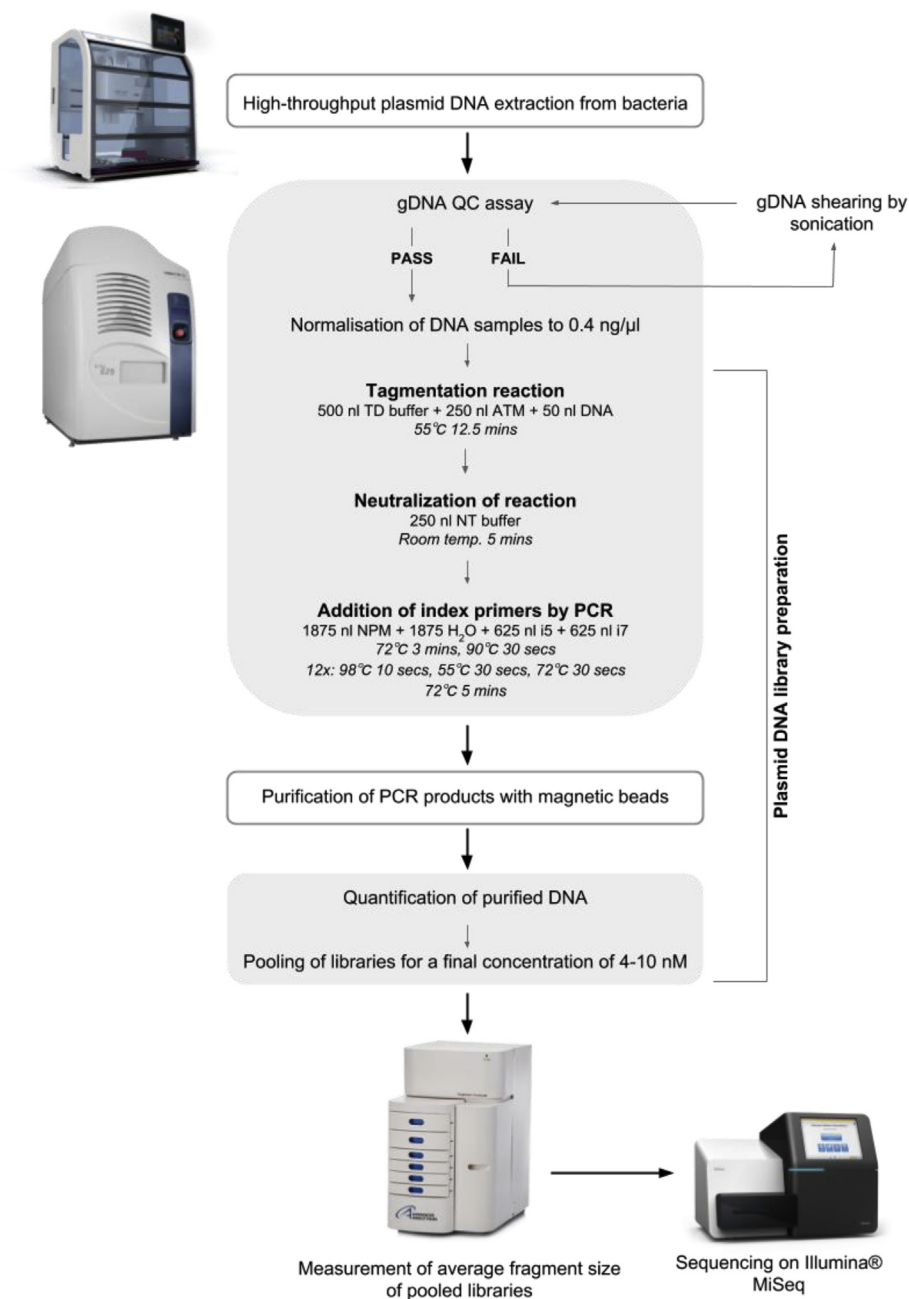 High-throughput plasmid DNA extraction from bacteria
gDNA QC assay
gDNA shearing by
sonication
PASS
FAIL
Normalisation of DNA samples to 0.4 ng/µl
Tagmentation reaction
500 nl TD buffer + 250 nl ATM + 50 nl DNA
55℃ 12.5 mins
Neutralization of reaction
250 nl NT buffer
Room temp. 5 mins
Addition of index primers by PCR
1875 nl NPM + 1875 H₂O + 625 nl i5 + 625 nl i7
72℃ 3 mins, 90℃ 30 secs
12x: 98℃ 10 secs, 55℃ 30 secs, 72℃ 30 secs
72℃ 5 mins
Plasmid DNA library preparation
Purification of PCR products with magnetic beads
Quantification of purified DNA
Pooling of libraries for a final concentration of 4-10 nM
Measurement of average fragment size
of pooled libraries
Sequencing on Illumina®
MiSeq